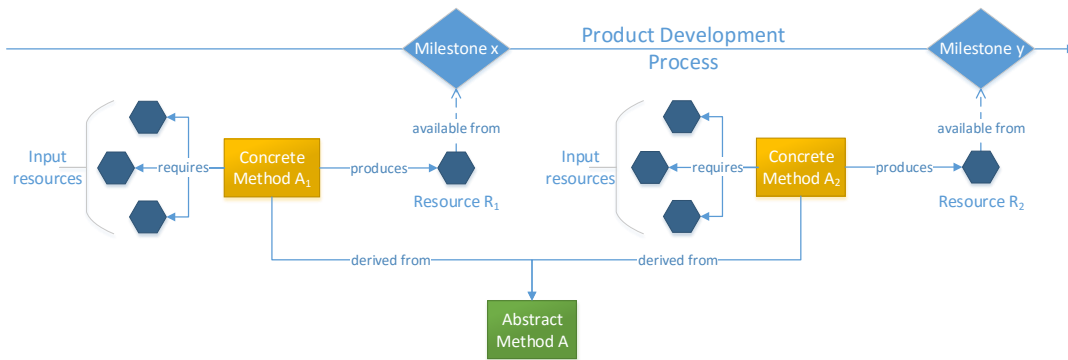 Milestone x
Product Development
Process
Milestone y
available from
available from
Input
resources
requires
Concrete
Method A₁
produces
Resource R₁
Input
resources
requires
Concrete
Method A₂
produces
Resource R₂
derived from
derived from
Abstract
Method A